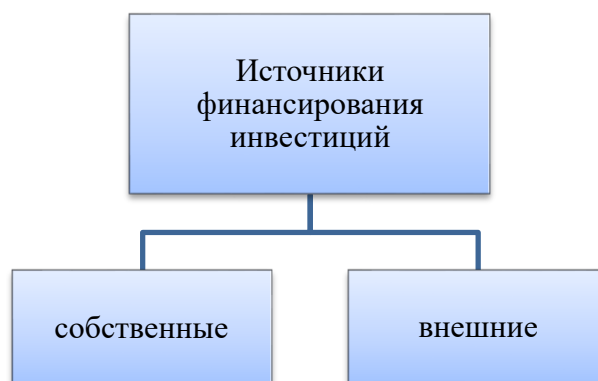 Источники
финансирования
инвестиций
собственные
внешние